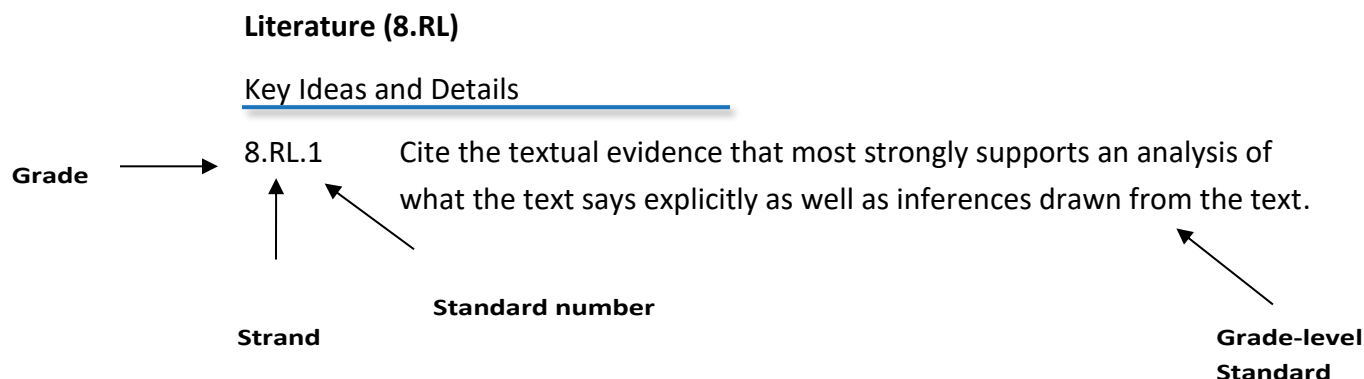 Literature (8.RL)
Key Ideas and Details
8.RL.1 Cite the textual evidence that most strongly supports an analysis of
what the text says explicitly as well as inferences drawn from the text.
Grade
Standard number
Strand
Grade-level
Standard